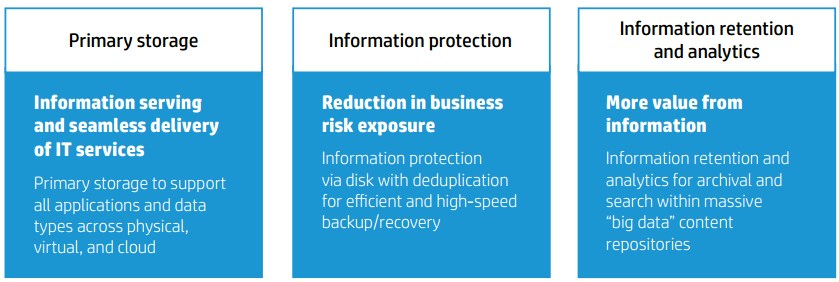 Primary storage
Information serving
and seamless delivery
of IT services
Primary storage to support
all applications and data
types across physical,
virtual, and cloud
Information protection
Reduction in business
risk exposure
Information protection
via disk with deduplication
for efficient and high-speed
backup/recovery
Information retention
and analytics
More value from
information
Information retention and
analytics for archival and
search within massive
“big data” content
repositories